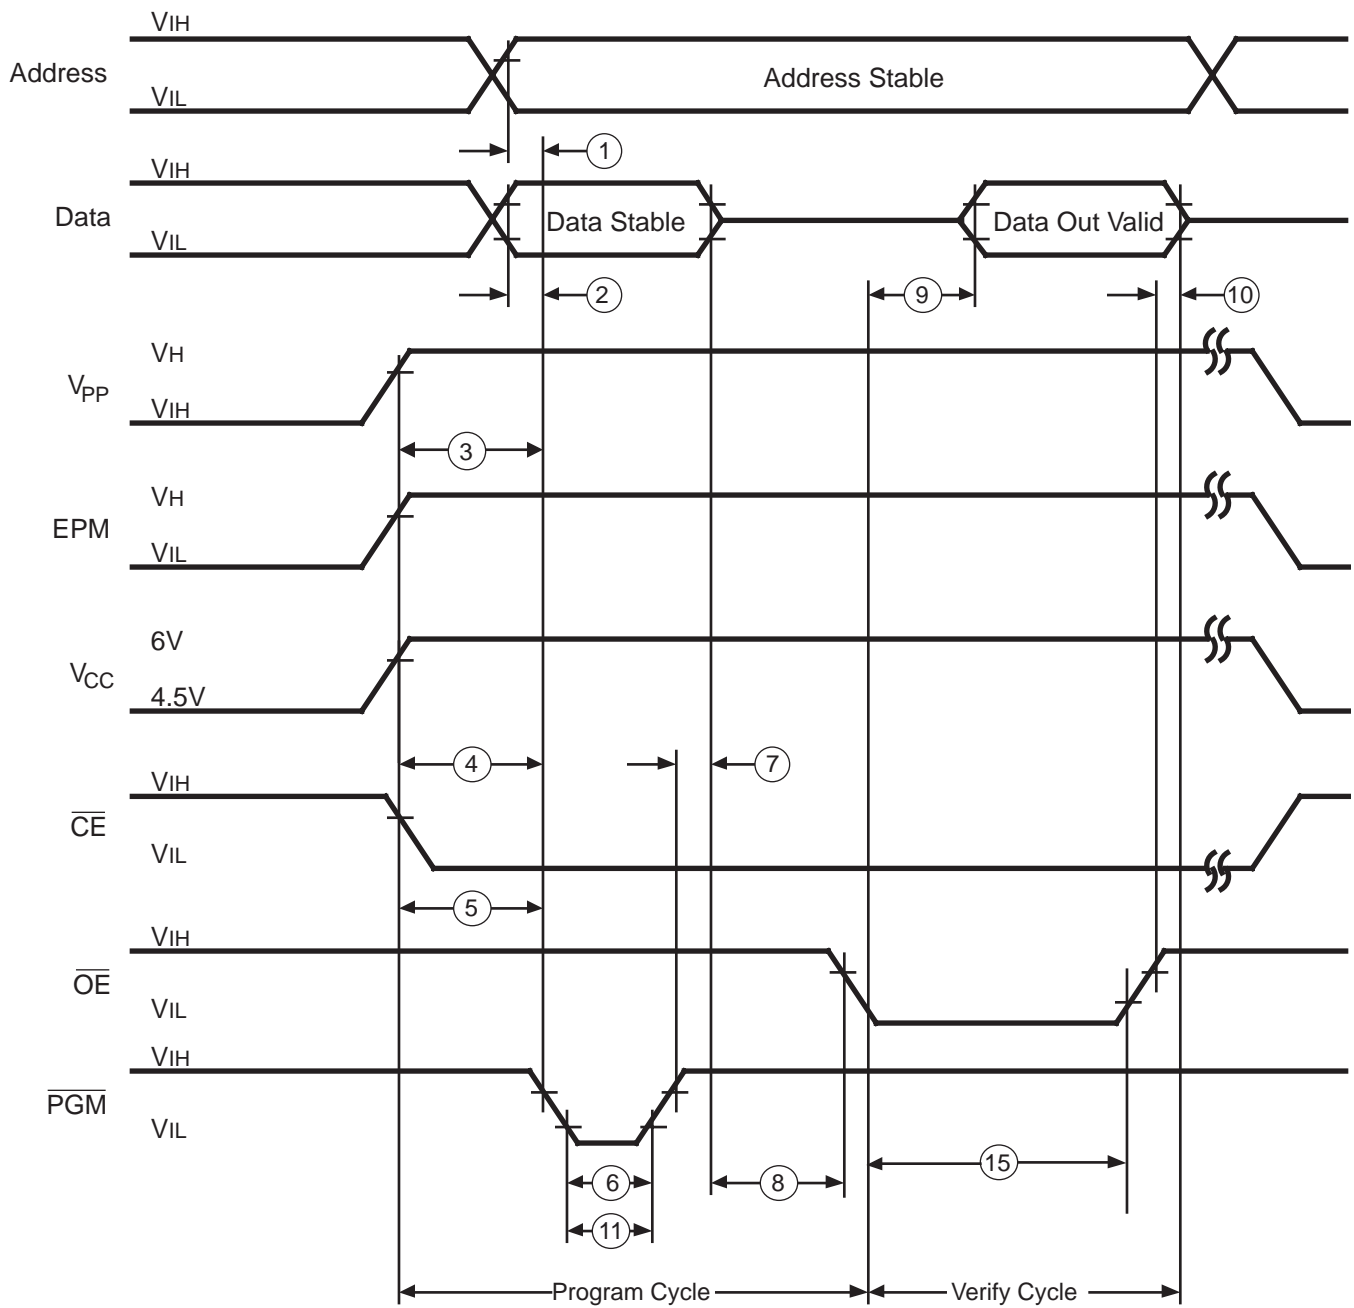 VIH
Address
Address Stable
VIL
1
VIH
Data
Data Stable
Data Out Valid
VIL
2
9
10
VH
VPP
VIH
3
VH
EPM
VIL
6V
VCC
4.5V
4
7
VIH
CE
VIL
5
VIH
OE
VIL
VIH
PGM
VIL
15
6
8
11
Program Cycle
Verify Cycle